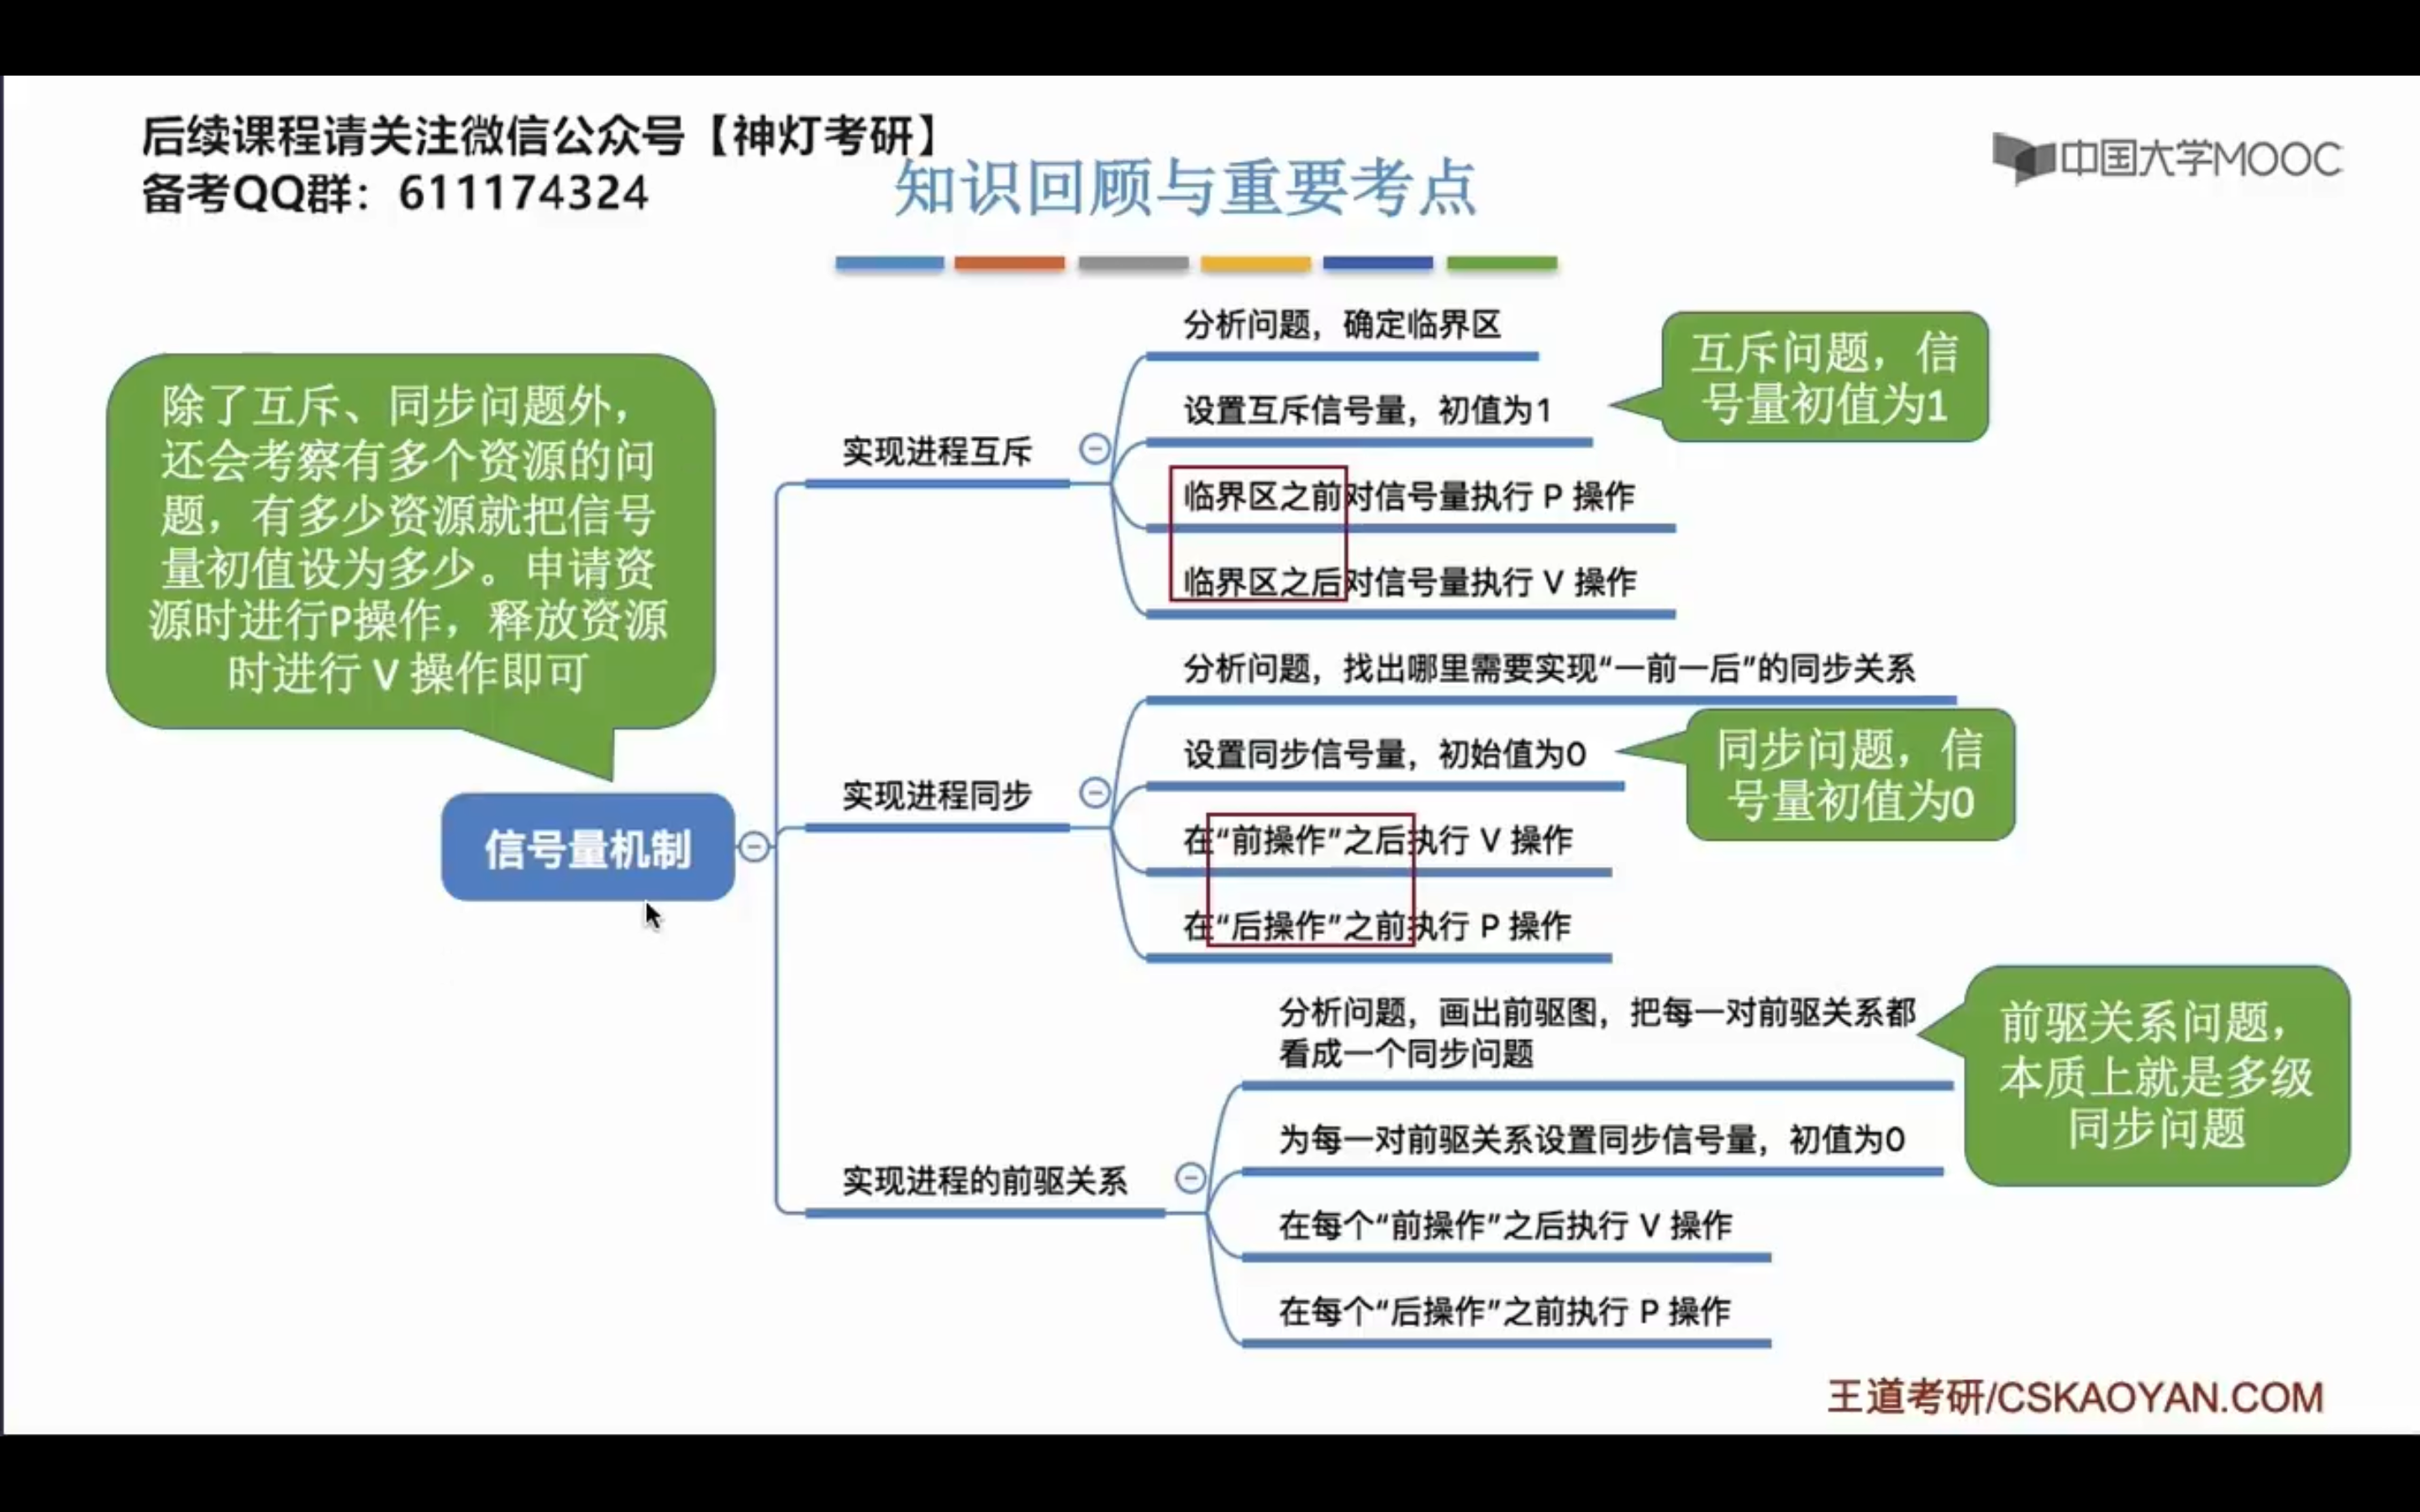 后续课程请关注微信公众号【神灯考研】
备考QQ群：611174324
中国大学MOOC
知识回顾与重要考点
除了互斥、同步问题外，
还会考察有多个资源的问
题，有多少资源就把信号
量初值设为多少。申请资
源时进行P操作，释放资源
时进行 V 操作即可
信号量机制
实现进程互斥
分析问题，确定临界区
设置互斥信号量，初值为1
互斥问题，信
号量初值为1
临界区之前对信号量执行 P 操作
临界区之后对信号量执行 V 操作
实现进程同步
分析问题，找出哪里需要实现“一前一后”的同步关系
设置同步信号量，初始值为0
同步问题，信
号量初值为0
在“前操作”之后执行 V 操作
在“后操作”之前执行 P 操作
实现进程的前驱关系
分析问题，画出前驱图，把每一对前驱关系都
看成一个同步问题
前驱关系问题，
本质上就是多级
同步问题
为每一对前驱关系设置同步信号量，初值为0
在每个“前操作”之后执行 V 操作
在每个“后操作”之前执行 P 操作
王道考研/CSKAOYAN.COM